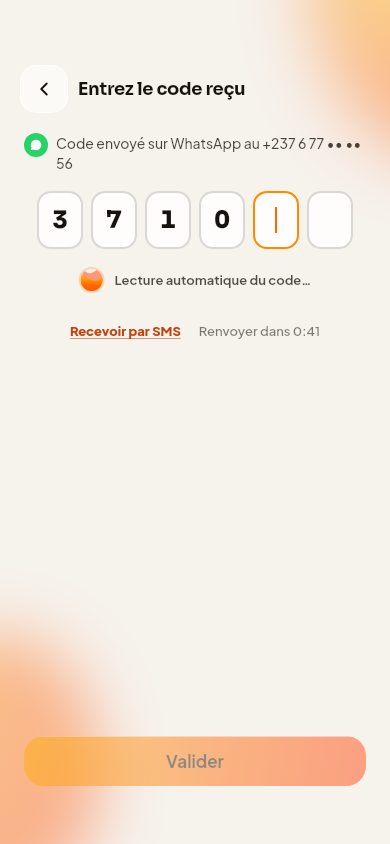 Entrez le code reçu
Code envoyé sur WhatsApp au +237 6 77 •• ••
56
3 7 1 0
Lecture automatique du code…
Recevoir par SMS Renvoyer dans 0:41
Valider